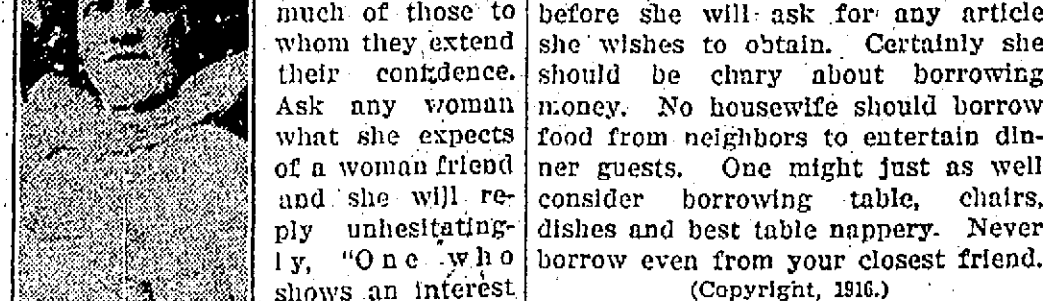 much of those to
whom they extend
their confidence.
Ask any woman
what she expects
of a woman friend
and she will re-
ply unhesitating-
ly, "One who
shows an interest
before she will ask for any article
she wishes to obtain. Certainly she
should be chary about borrowing
money. No housewife should borrow
food from neighbors to entertain din-
ner guests. One might just as well
consider borrowing table, chairs,
dishes and best table nappery. Never
borrow even from your closest friend.
(Copyright, 1916.)